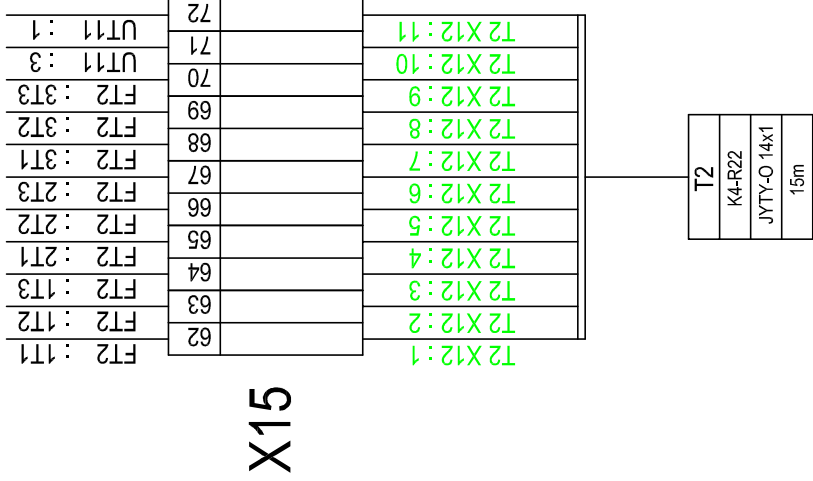 X15
T2 X12 : 1 62 FT2 : 1T1
T2 X12 : 2 63 FT2 : 1T2
T2 X12 : 3 64 FT2 : 1T3
T2 X12 : 4 65 FT2 : 2T1
T2 X12 : 5 66 FT2 : 2T2
T2 X12 : 6 67 FT2 : 2T3
T2 X12 : 7 68 FT2 : 3T1
T2 X12 : 8 69 FT2 : 3T2
T2 X12 : 9 70 FT2 : 3T3
T2 X12 : 10 71 UT11 : 3
T2 X12 : 11 72 UT11 : 1
T2
K4-R22
JYTY-O 14x1
15m